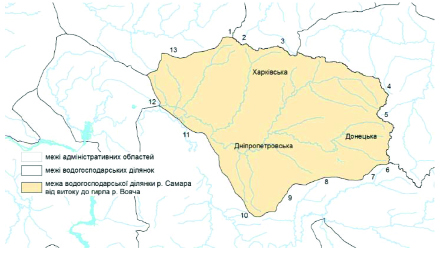 1
2
3
13
Харківська
4
5
12
11
Дніпропетровська
Донецька
6
7
8
9
10
межі адміністративних областей
межі водогосподарських ділянок
межа водогосподарської ділянки р. Самара
від витоку до гирла р. Вовча